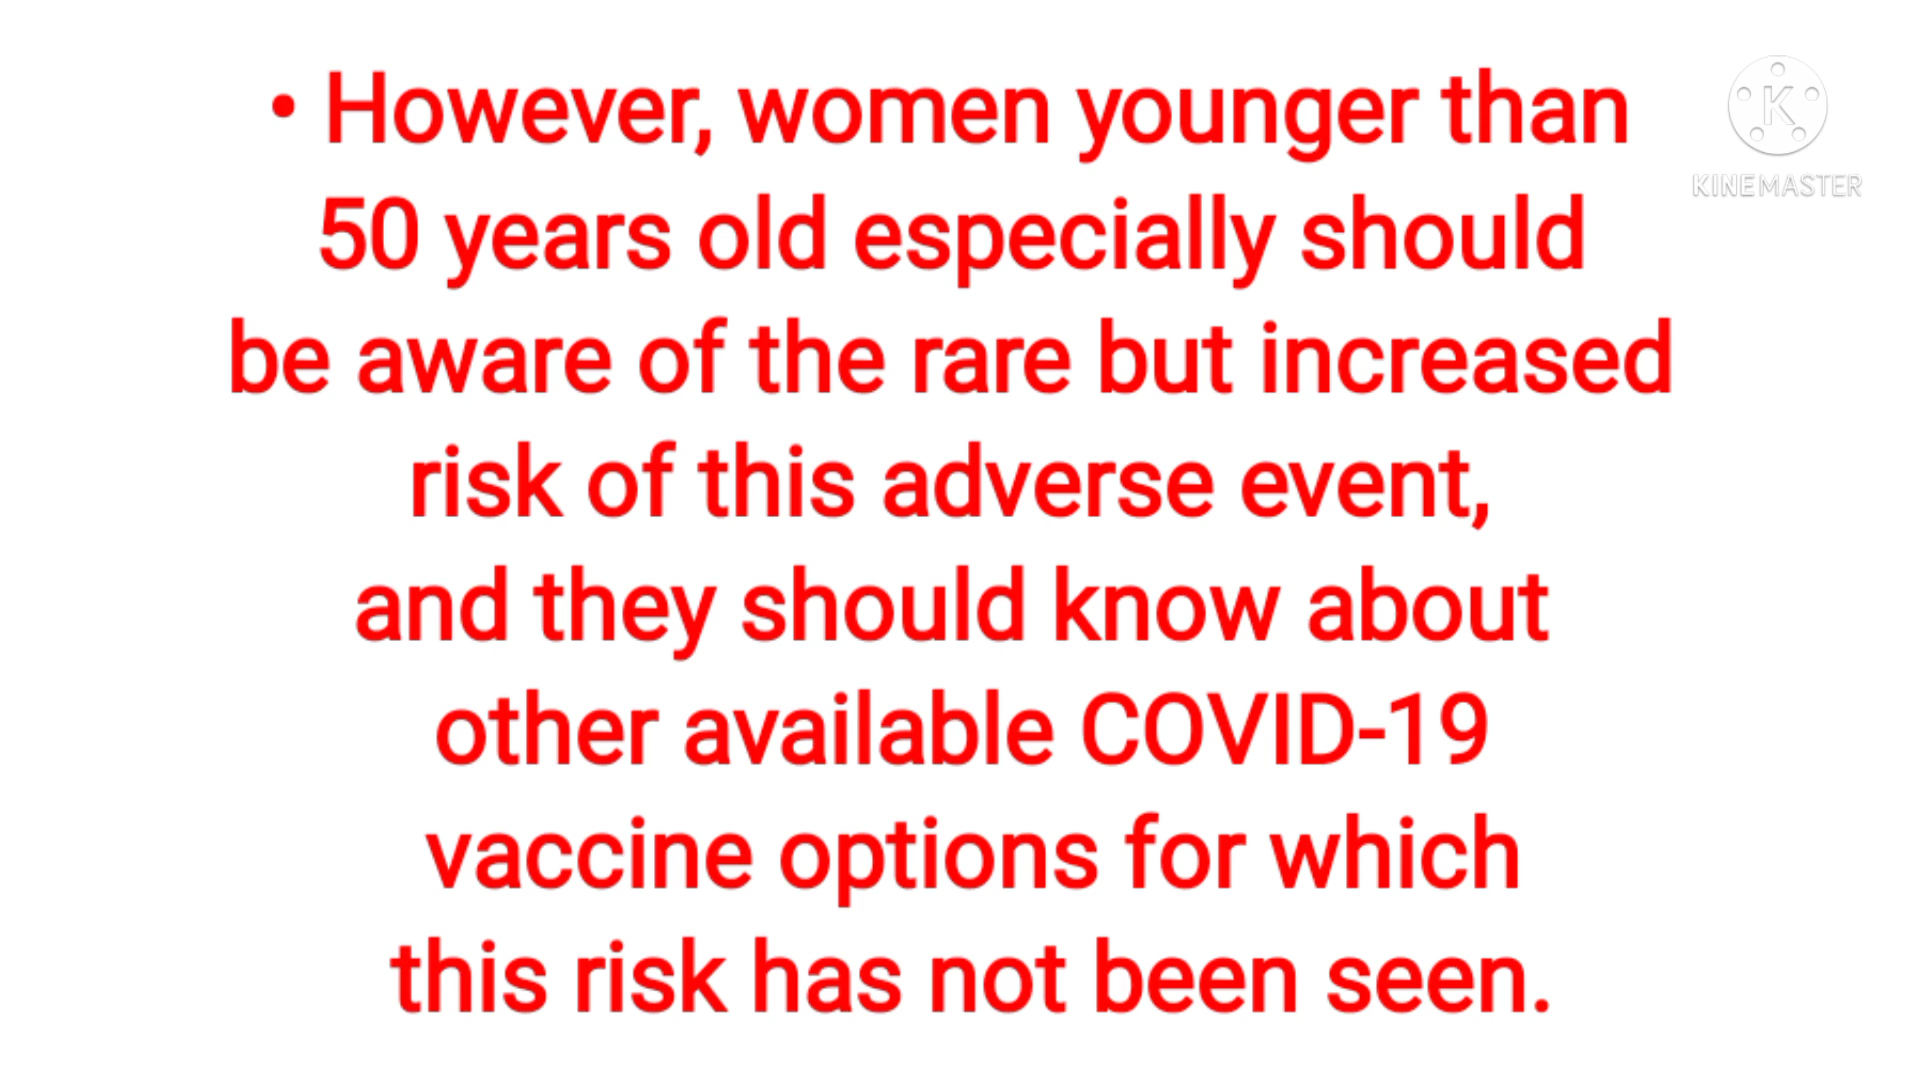 • However, women younger than
50 years old especially should
be aware of the rare but increased
risk of this adverse event,
and they should know about
other available COVID-19
vaccine options for which
this risk has not been seen.
K
KINEMASTER